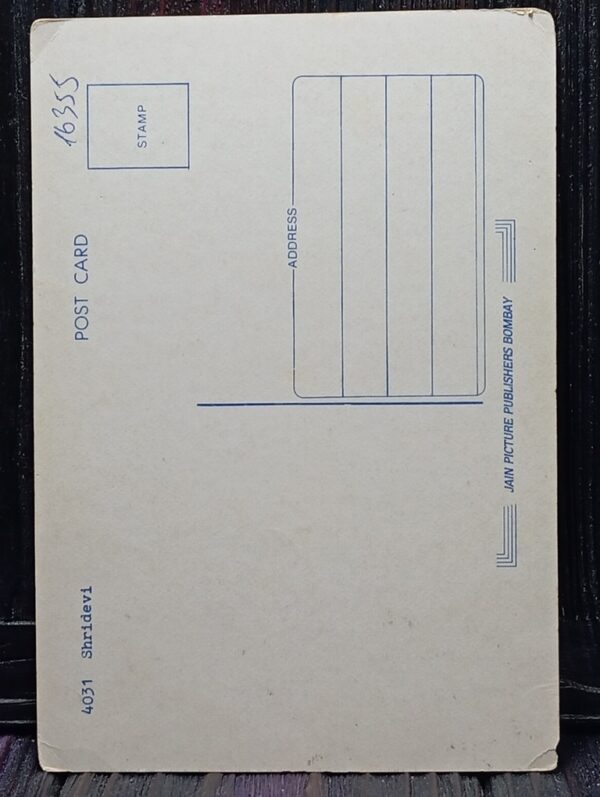 4031 Shridevi
POST CARD
16355
STAMP
ADDRESS
JAIN PICTURE PUBLISHERS BOMBAY